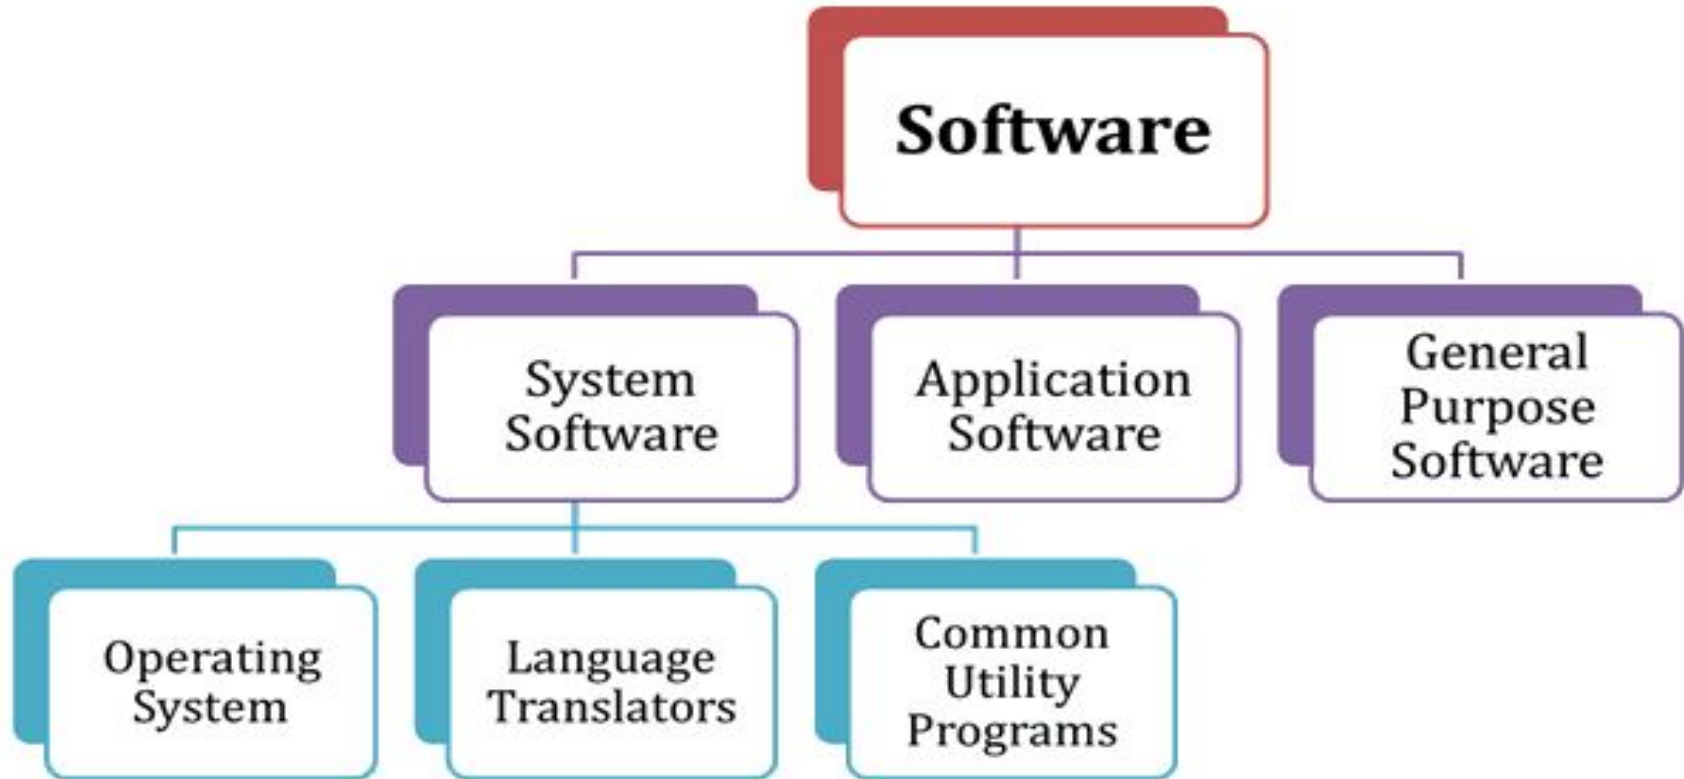 Software
System
Software
Application
Software
General
Purpose
Software
Operating
System
Language
Translators
Common
Utility
Programs